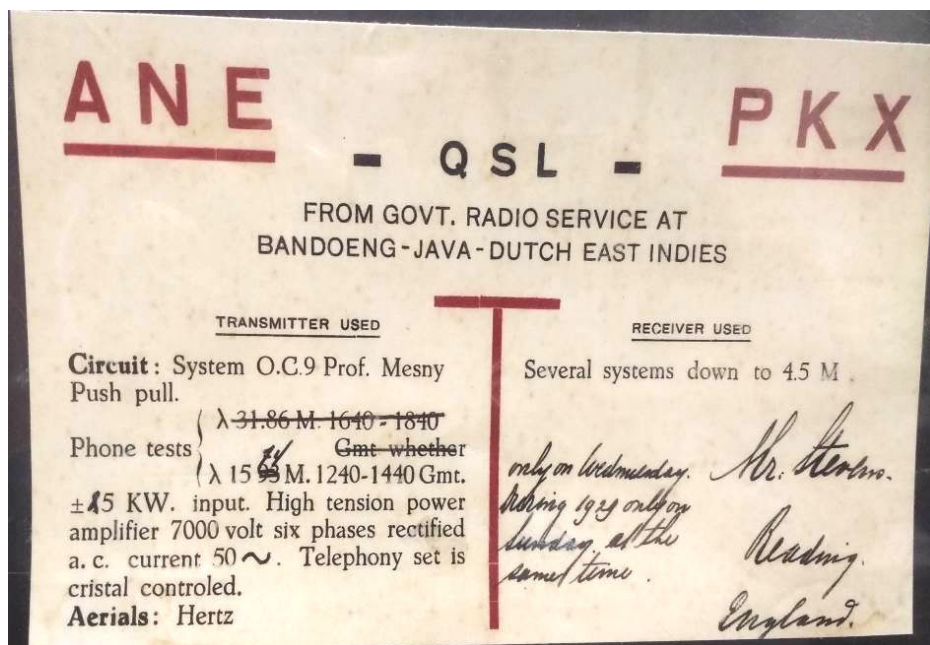 ANE PKX
- QSL -
FROM GOVT. RADIO SERVICE AT
BANDOENG-JAVA-DUTCH EAST INDIES
TRANSMITTER USED
Circuit: System O.C.9 Prof. Mesny
Push pull.
λ 31.86 M. 1640-1840
Phone tests Gmt whether
74
λ 15 93 M. 1240-1440 Gmt.
± 5 KW. input. High tension power
amplifier 7000 volt six phases rectified
a. c. current 50 ~. Telephony set is
cristal controled.
Aerials: Hertz
RECEIVER USED
Several systems down to 4.5 M
only on Wednesday.
During 1929 only on
Sunday at the
same time.
Mr. Stevens.
Reading.
England.